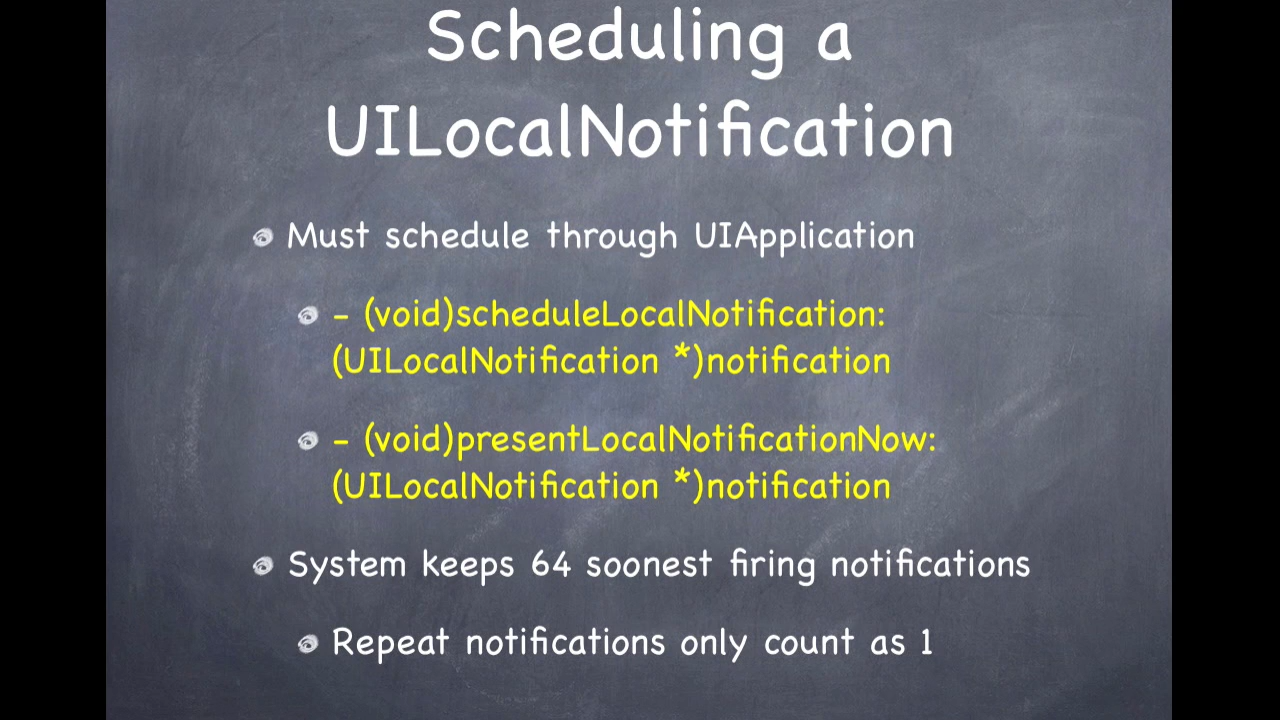 Scheduling a
UILocalNotification
Must schedule through UIApplication
- (void)scheduleLocalNotification:
(UILocalNotification *)notification
- (void)presentLocalNotificationNow:
(UILocalNotification *)notification
System keeps 64 soonest firing notifications
Repeat notifications only count as 1